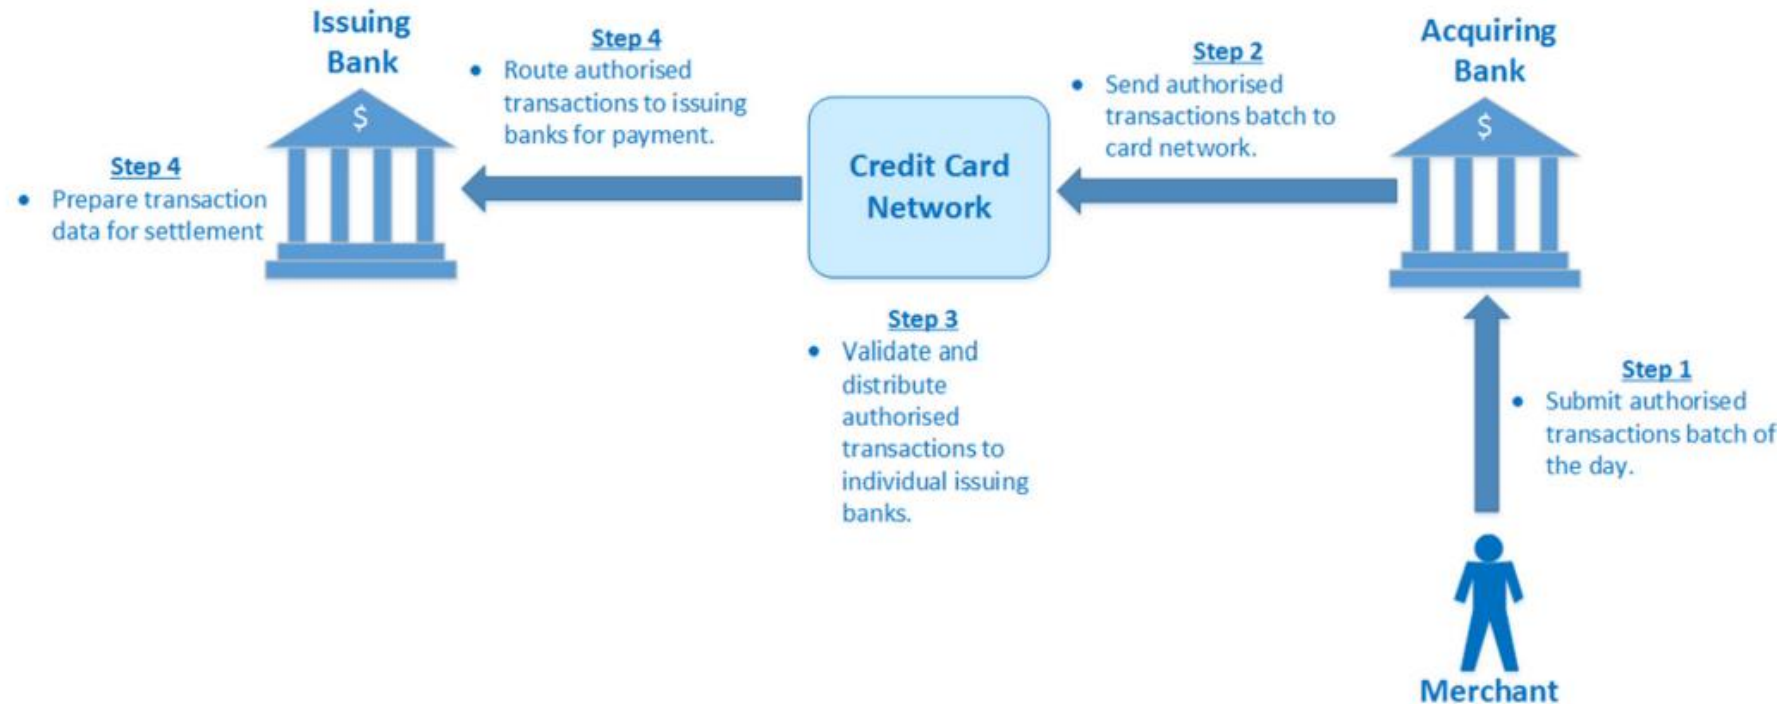 Issuing
Bank
$
Step 4
• Prepare transaction
data for settlement
Step 4
• Route authorised
transactions to issuing
banks for payment.
Credit Card
Network
Step 3
• Validate and
distribute
authorised
transactions to
individual issuing
banks.
Step 2
• Send authorised
transactions batch to
card network.
Acquiring
Bank
$
Step 1
• Submit authorised
transactions batch of
the day.
Merchant